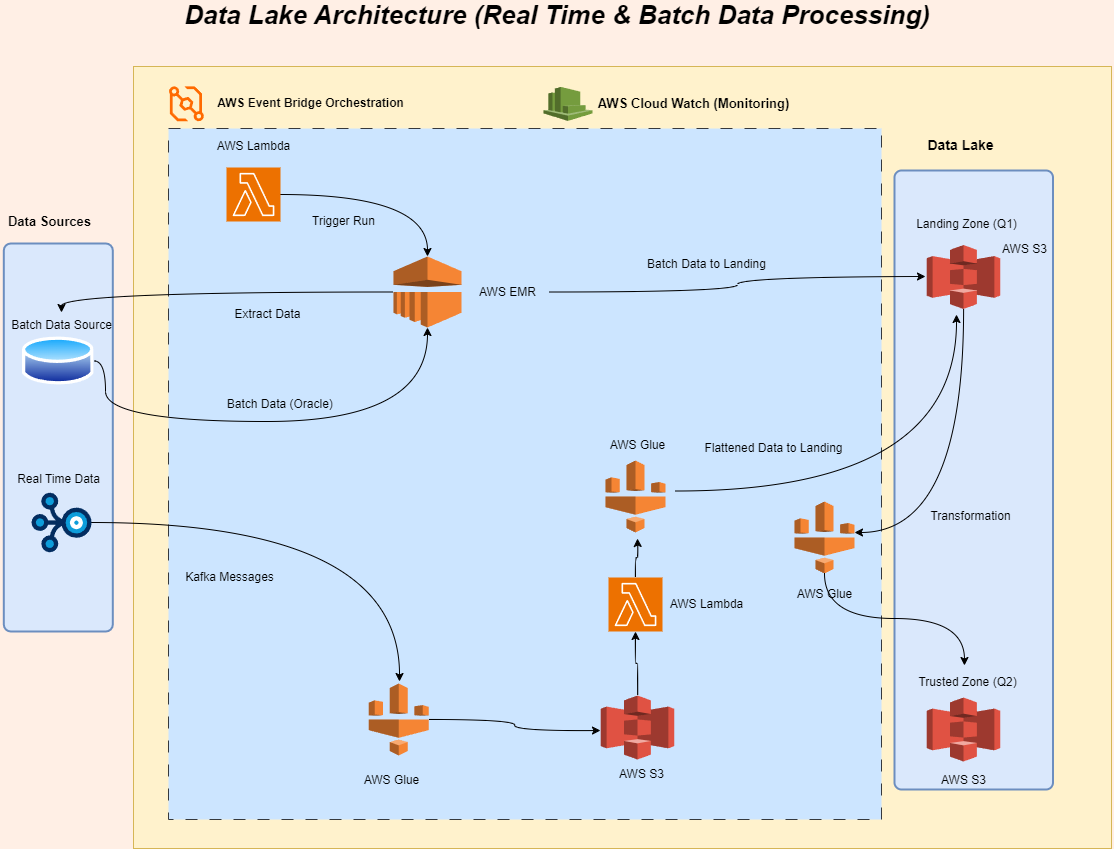 Data Lake Architecture (Real Time & Batch Data Processing)
AWS Event Bridge Orchestration
AWS Cloud Watch (Monitoring)
AWS Lambda
Data Lake
Data Sources
Trigger Run
Landing Zone (Q1)
AWS S3
Batch Data to Landing
AWS EMR
Extract Data
Batch Data Source
Batch Data (Oracle)
AWS Glue
Flattened Data to Landing
Real Time Data
Transformation
Kafka Messages
AWS Glue
AWS Lambda
Trusted Zone (Q2)
AWS S3
AWS Glue
AWS S3